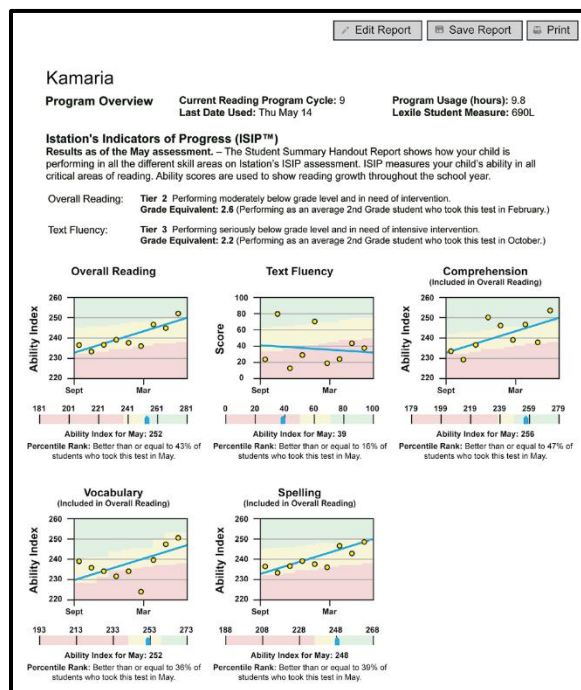 Edit Report Save Report Print
Kamaria
Program Overview
Current Reading Program Cycle: 9
Last Date Used: Thu May 14
Program Usage (hours): 9.8
Lexile Student Measure: 690L
Istation's Indicators of Progress (ISIP™)
Results as of the May assessment. – The Student Summary Handout Report shows how your child is
performing in all the different skill areas on Istation's ISIP assessment. ISIP measures your child's ability in all
critical areas of reading. Ability scores are used to show reading growth throughout the school year.
Overall Reading: Tier 2 Performing moderately below grade level and in need of intervention.
Grade Equivalent: 2.6 (Performing as an average 2nd Grade student who took this test in February.)
Text Fluency: Tier 3 Performing seriously below grade level and in need of intensive intervention.
Grade Equivalent: 2.2 (Performing as an average 2nd Grade student who took this test in October.)
Overall Reading
Ability Index
260
250
240
230
220
Sept Mar
181 201 221 241 261 281
Ability Index for May: 252
Percentile Rank: Better than or equal to 43% of
students who took this test in May.
Text Fluency
Score
100
80
60
40
20
0
Sept Mar
0 20 40 60 80 100
Ability Index for May: 39
Percentile Rank: Better than or equal to 16% of
students who took this test in May.
Comprehension
(Included in Overall Reading)
Ability Index
260
250
240
230
220
Sept Mar
179 199 219 239 259 279
Ability Index for May: 256
Percentile Rank: Better than or equal to 47% of
students who took this test in May.
Vocabulary
(Included in Overall Reading)
Ability Index
260
250
240
230
220
Sept Mar
193 213 233 253 273
Ability Index for May: 252
Percentile Rank: Better than or equal to 36% of
students who took this test in May.
Spelling
(Included in Overall Reading)
Ability Index
260
250
240
230
220
Sept Mar
188 208 228 248 268
Ability Index for May: 248
Percentile Rank: Better than or equal to 39% of
students who took this test in May.